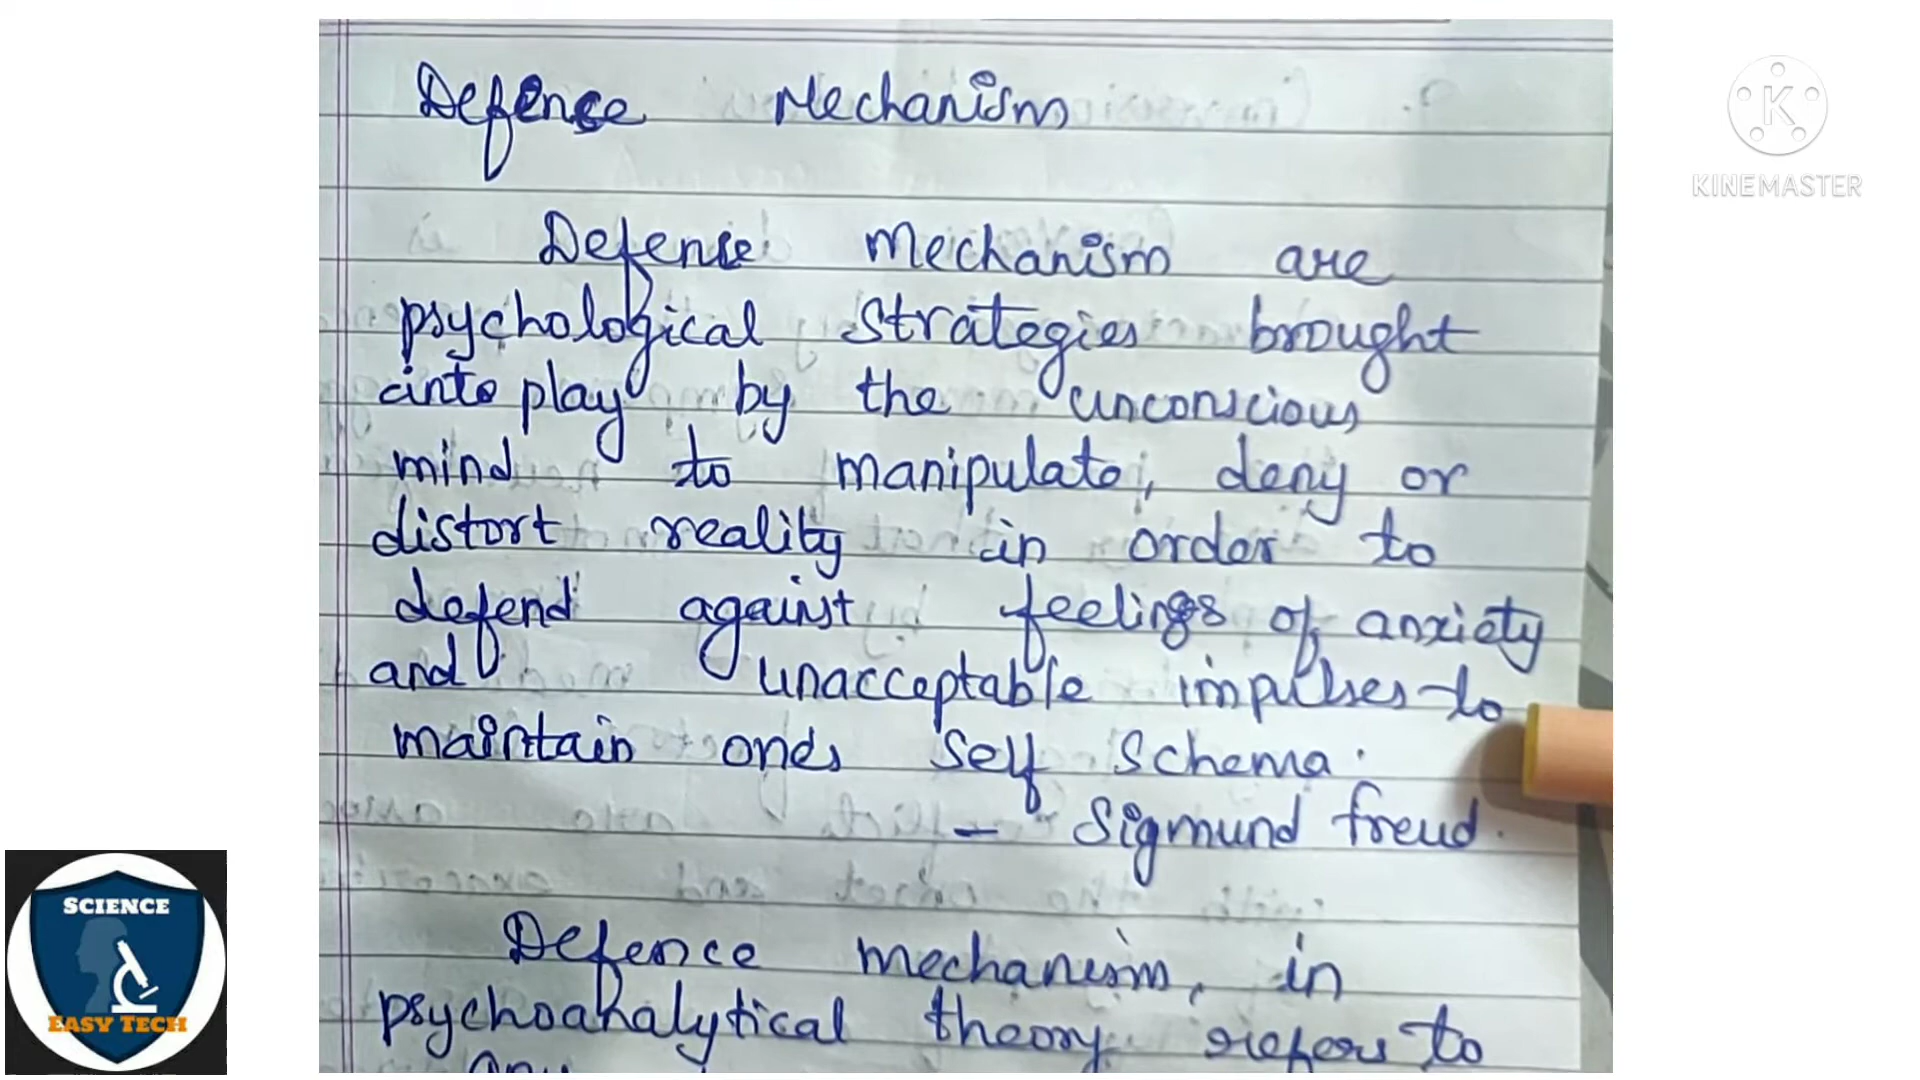 Defence Mechanism
Defense Mechanism are
psychological Strategies brought
into play by the unconscious
mind to manipulate, deny or
distort reality in order to
defend against feelings of anxiety
and unacceptable impulses to
maintain ones Self Schema.
- Sigmund freud.
Defence mechanism, in
psychoanalytical theory refers to
any
KINEMASTER
SCIENCE
EASY TECH